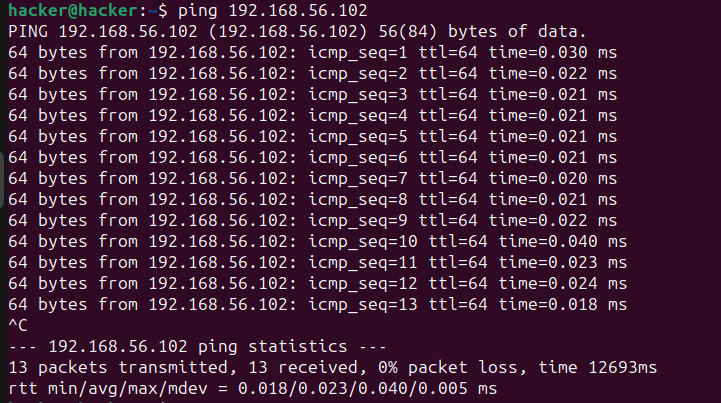 hacker@hacker:~$ ping 192.168.56.102
PING 192.168.56.102 (192.168.56.102) 56(84) bytes of data.
64 bytes from 192.168.56.102: icmp_seq=1 ttl=64 time=0.030 ms
64 bytes from 192.168.56.102: icmp_seq=2 ttl=64 time=0.022 ms
64 bytes from 192.168.56.102: icmp_seq=3 ttl=64 time=0.021 ms
64 bytes from 192.168.56.102: icmp_seq=4 ttl=64 time=0.021 ms
64 bytes from 192.168.56.102: icmp_seq=5 ttl=64 time=0.021 ms
64 bytes from 192.168.56.102: icmp_seq=6 ttl=64 time=0.021 ms
64 bytes from 192.168.56.102: icmp_seq=7 ttl=64 time=0.020 ms
64 bytes from 192.168.56.102: icmp_seq=8 ttl=64 time=0.021 ms
64 bytes from 192.168.56.102: icmp_seq=9 ttl=64 time=0.022 ms
64 bytes from 192.168.56.102: icmp_seq=10 ttl=64 time=0.040 ms
64 bytes from 192.168.56.102: icmp_seq=11 ttl=64 time=0.023 ms
64 bytes from 192.168.56.102: icmp_seq=12 ttl=64 time=0.024 ms
64 bytes from 192.168.56.102: icmp_seq=13 ttl=64 time=0.018 ms
^C
--- 192.168.56.102 ping statistics ---
13 packets transmitted, 13 received, 0% packet loss, time 12693ms
rtt min/avg/max/mdev = 0.018/0.023/0.040/0.005 ms